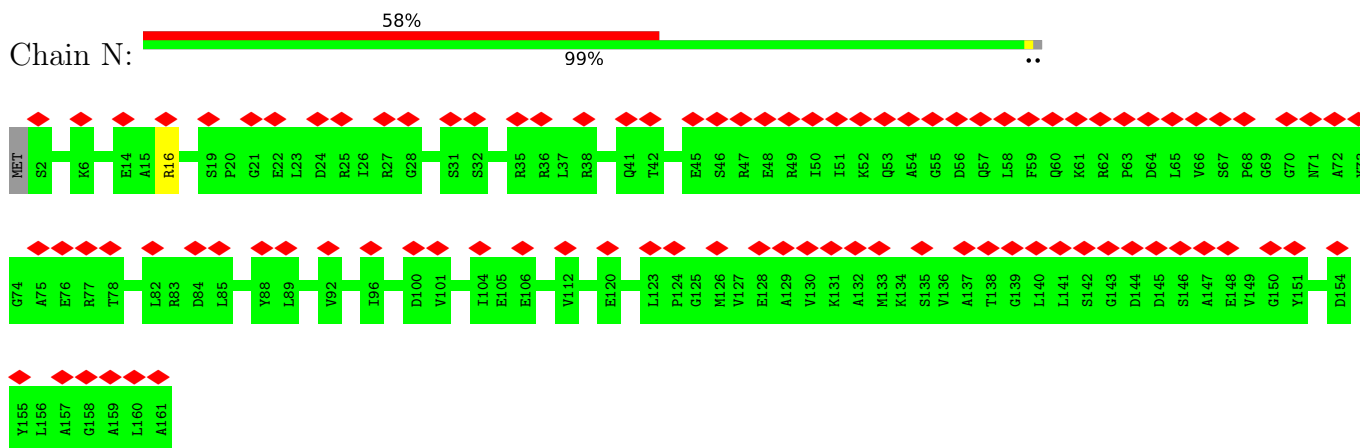 58%
Chain N:
99%
••
MET S2 K6 E14 A15 R16 S19 P20 G21 E22 L23 D24 R25 I26 R27 G28 S31 S32 R35 R36 L37 R38 Q41 T42 E45 S46 R47 E48 R49 I50 I51 K52 Q53 A54 G55 D56 Q57 L58 F59 Q60 K61 R62 P63 D64 L65 V66 S67 P68 G69 G70 N71 A72
G74 A75 E76 R77 T78 L82 R83 D84 L85 Y88 L89 V92 I96 D100 V101 I104 E105 E106 V112 E120 L123 P124 G125 M126 V127 E128 A129 V130 K131 A132 M133 K134 S135 V136 A137 T138 G139 L140 L141 S142 G143 D144 D145 S146 A147 E148 V149 G150 Y151 D154
Y155 L156 A157 G158 A159 L160 A161